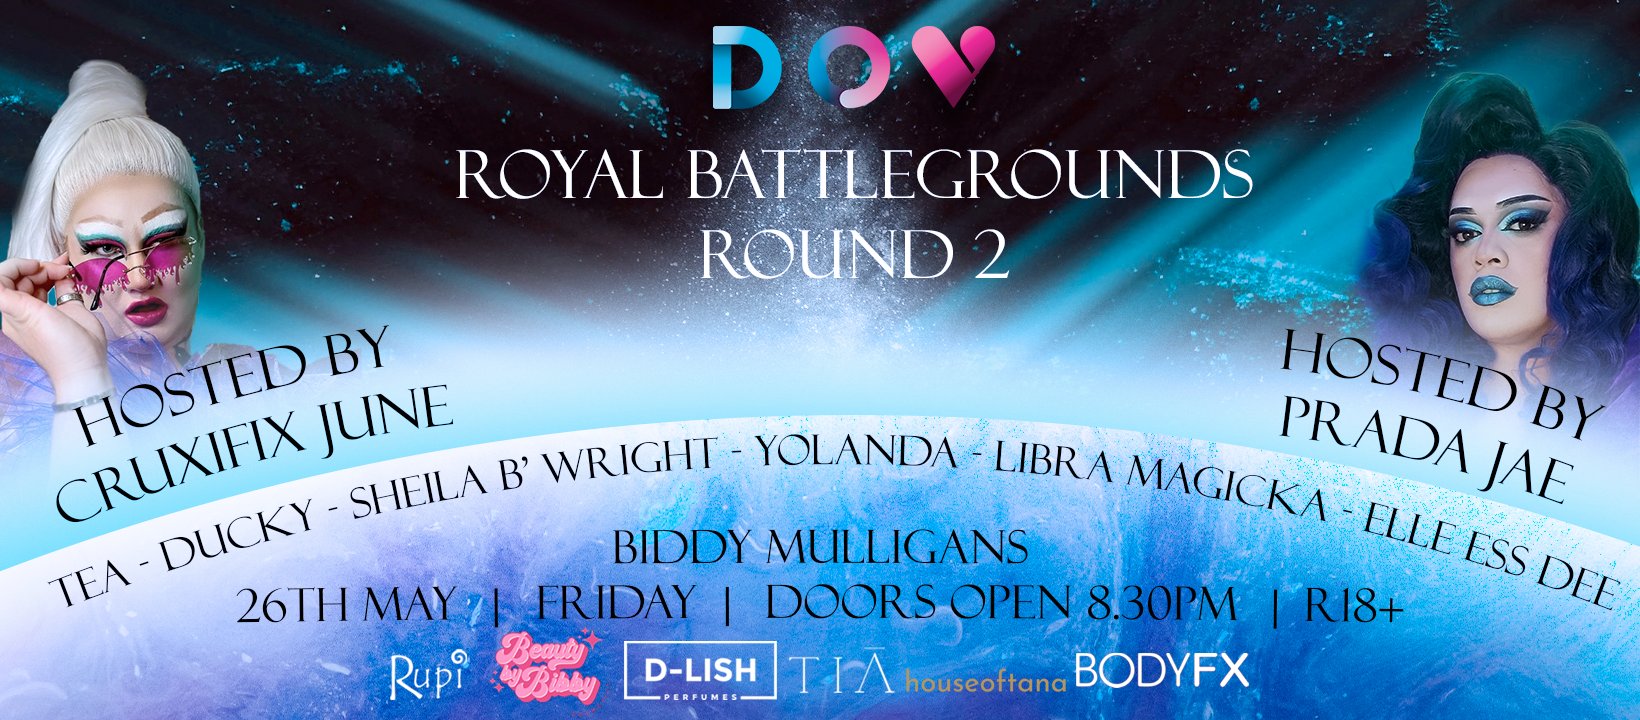 DOV
ROYAL BATTLEGROUNDS
ROUND 2
HOSTED BY
CRUXIFIX JUNE
HOSTED BY
PRADA JAE
TEA - DUCKY - SHEILA B' WRIGHT - YOLANDA - LIBRA MAGICKA - ELLE ESS DEE
BIDDY MULLIGANS
26TH MAY | FRIDAY | DOORS OPEN 8.30PM | R18+
Rupi
Beauty
by
Bibby
D-LISH
PERFUMES
TIĀ
houseoftana
BODYFX